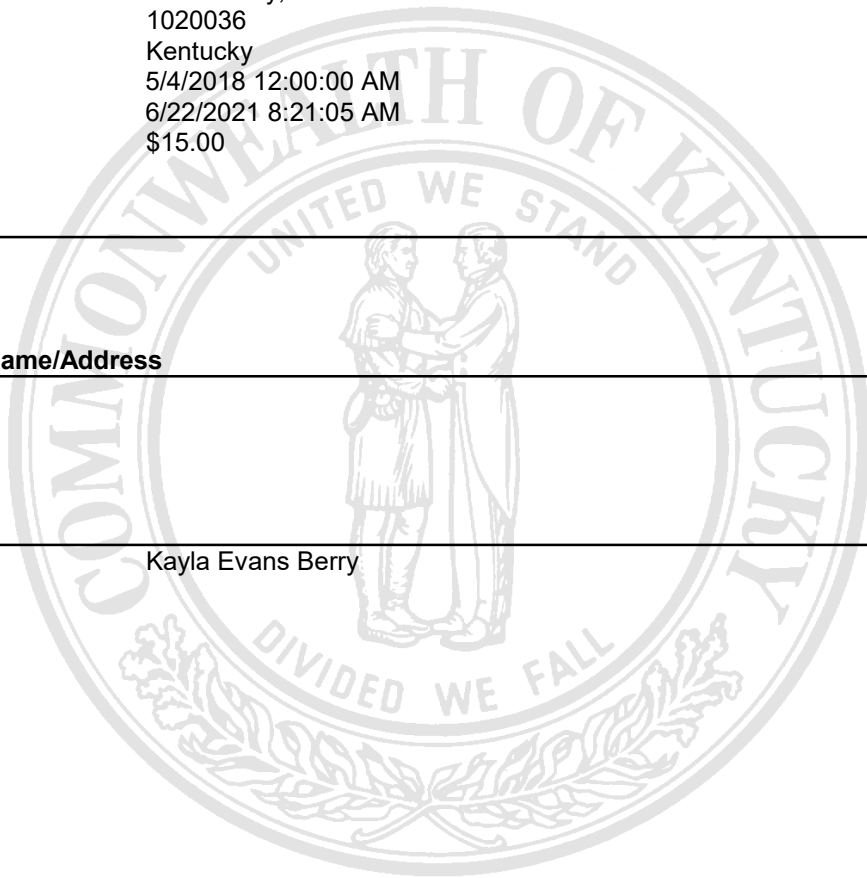 1020036
Kentucky
5/4/2018 12:00:00 AM
6/22/2021 8:21:05 AM
$15.00
COMMONWEALTH OF KENTUCKY
UNITED WE STAND
ame/Address
Kayla Evans Berry
DIVIDED WE FALL